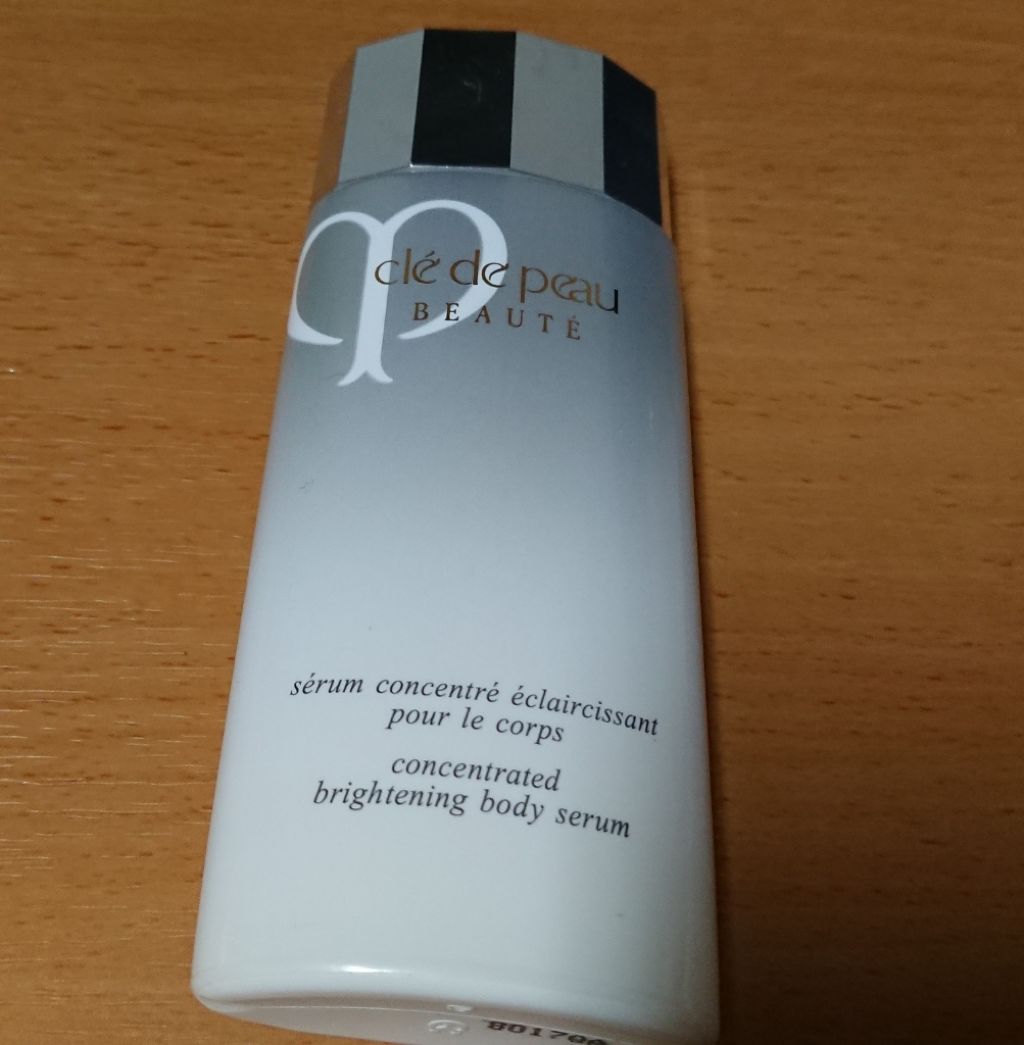 clé de peau
BEAUTÉ
sérum concentré éclaircissant
pour le corps
concentrated
brightening body serum